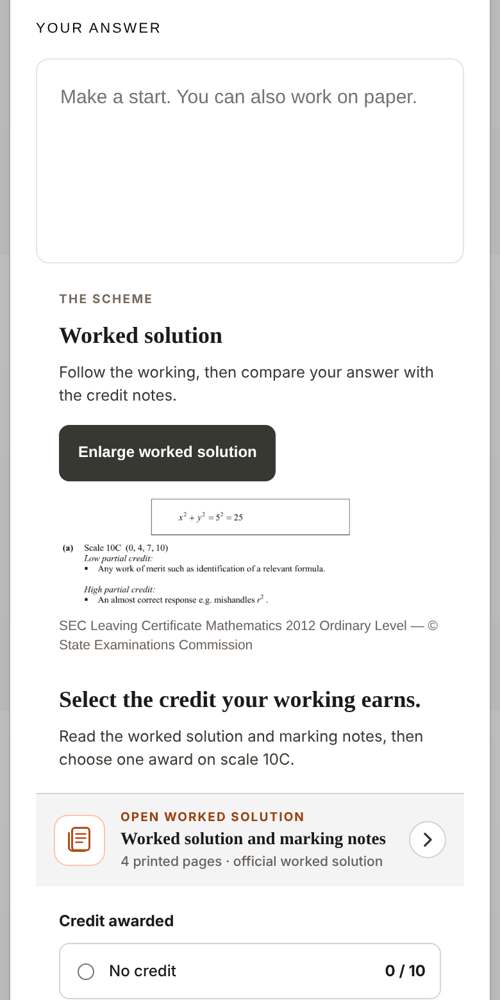 YOUR ANSWER
Make a start. You can also work on paper.
THE SCHEME
Worked solution
Follow the working, then compare your answer with
the credit notes.
Enlarge worked solution
x² + y² = 5² = 25
(a) Scale 10C (0, 4, 7, 10)
Low partial credit:
• Any work of merit such as identification of a relevant formula.
High partial credit:
• An almost correct response e.g. mishandles r² .
SEC Leaving Certificate Mathematics 2012 Ordinary Level — ©
State Examinations Commission
Select the credit your working earns.
Read the worked solution and marking notes, then
choose one award on scale 10C.
OPEN WORKED SOLUTION
Worked solution and marking notes
4 printed pages · official worked solution
Credit awarded
No credit 0 / 10